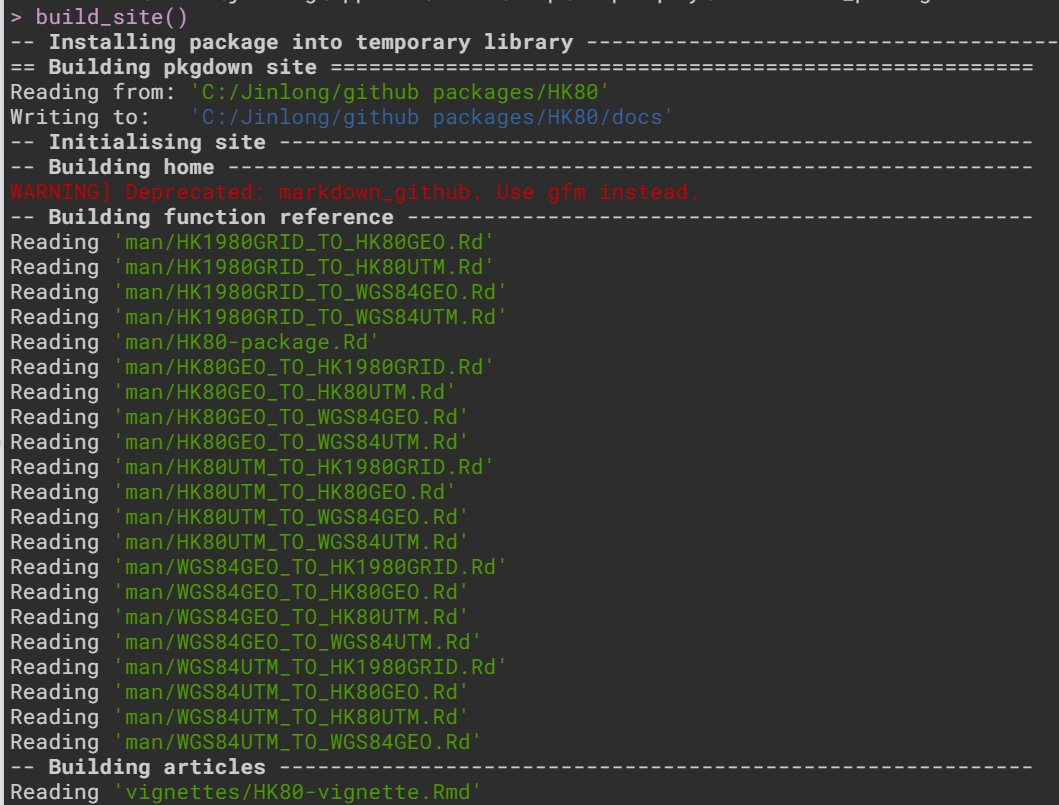 > build_site()
-- Installing package into temporary library -------------------------------------
== Building pkgdown site =======================================================
Reading from: 'C:/Jinlong/github packages/HK80'
Writing to:   'C:/Jinlong/github packages/HK80/docs'
-- Initialising site -----------------------------------------------------------
-- Building home ---------------------------------------------------------------
WARNING] Deprecated: markdown_github. Use gfm instead.
-- Building function reference -------------------------------------------------
Reading 'man/HK1980GRID_TO_HK80GEO.Rd'
Reading 'man/HK1980GRID_TO_HK80UTM.Rd'
Reading 'man/HK1980GRID_TO_WGS84GEO.Rd'
Reading 'man/HK1980GRID_TO_WGS84UTM.Rd'
Reading 'man/HK80-package.Rd'
Reading 'man/HK80GEO_TO_HK1980GRID.Rd'
Reading 'man/HK80GEO_TO_HK80UTM.Rd'
Reading 'man/HK80GEO_TO_WGS84GEO.Rd'
Reading 'man/HK80GEO_TO_WGS84UTM.Rd'
Reading 'man/HK80UTM_TO_HK1980GRID.Rd'
Reading 'man/HK80UTM_TO_HK80GEO.Rd'
Reading 'man/HK80UTM_TO_WGS84GEO.Rd'
Reading 'man/HK80UTM_TO_WGS84UTM.Rd'
Reading 'man/WGS84GEO_TO_HK1980GRID.Rd'
Reading 'man/WGS84GEO_TO_HK80GEO.Rd'
Reading 'man/WGS84GEO_TO_HK80UTM.Rd'
Reading 'man/WGS84GEO_TO_WGS84UTM.Rd'
Reading 'man/WGS84UTM_TO_HK1980GRID.Rd'
Reading 'man/WGS84UTM_TO_HK80GEO.Rd'
Reading 'man/WGS84UTM_TO_HK80UTM.Rd'
Reading 'man/WGS84UTM_TO_WGS84GEO.Rd'
-- Building articles -----------------------------------------------------------
Reading 'vignettes/HK80-vignette.Rmd'